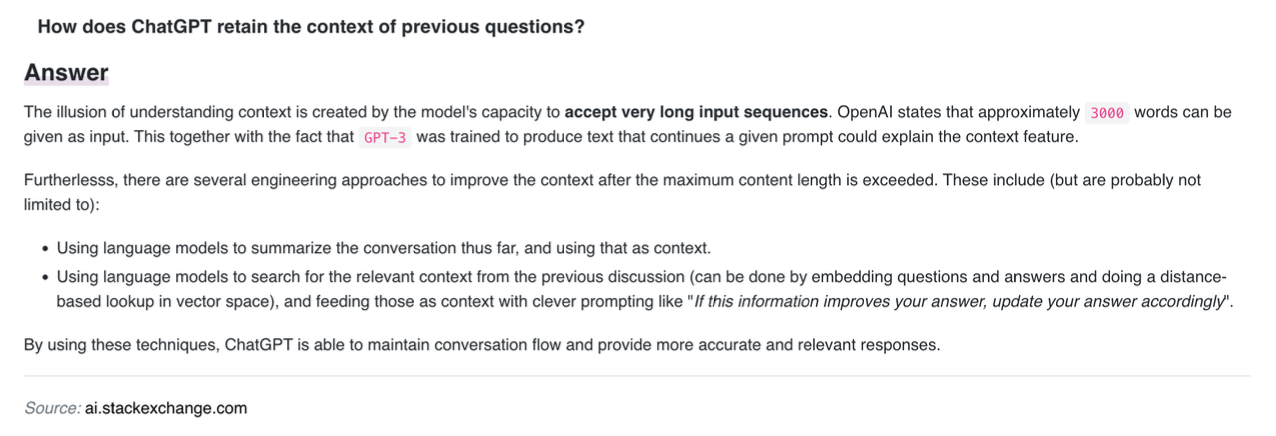 How does ChatGPT retain the context of previous questions?
Answer
The illusion of understanding context is created by the model's capacity to accept very long input sequences. OpenAI states that approximately 3000 words can be
given as input. This together with the fact that GPT-3 was trained to produce text that continues a given prompt could explain the context feature.
Furtherlesss, there are several engineering approaches to improve the context after the maximum content length is exceeded. These include (but are probably not
limited to):
• Using language models to summarize the conversation thus far, and using that as context.
• Using language models to search for the relevant context from the previous discussion (can be done by embedding questions and answers and doing a distance-
based lookup in vector space), and feeding those as context with clever prompting like "If this information improves your answer, update your answer accordingly".
By using these techniques, ChatGPT is able to maintain conversation flow and provide more accurate and relevant responses.
Source: ai.stackexchange.com